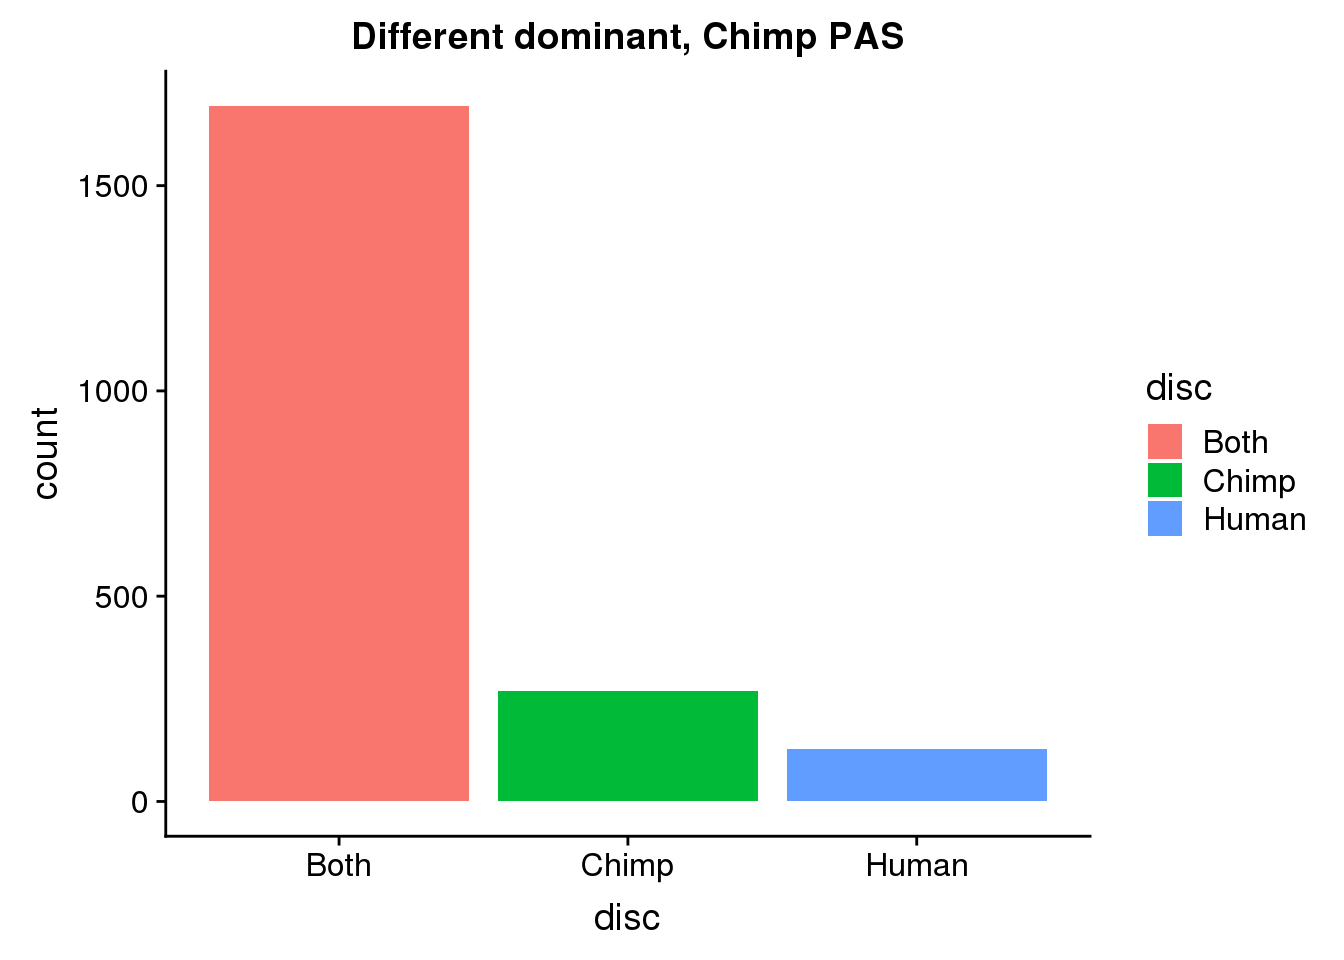 Different dominant, Chimp PAS
count
1500
1000
500
0
Both
Chimp
Human
disc
disc
Both
Chimp
Human